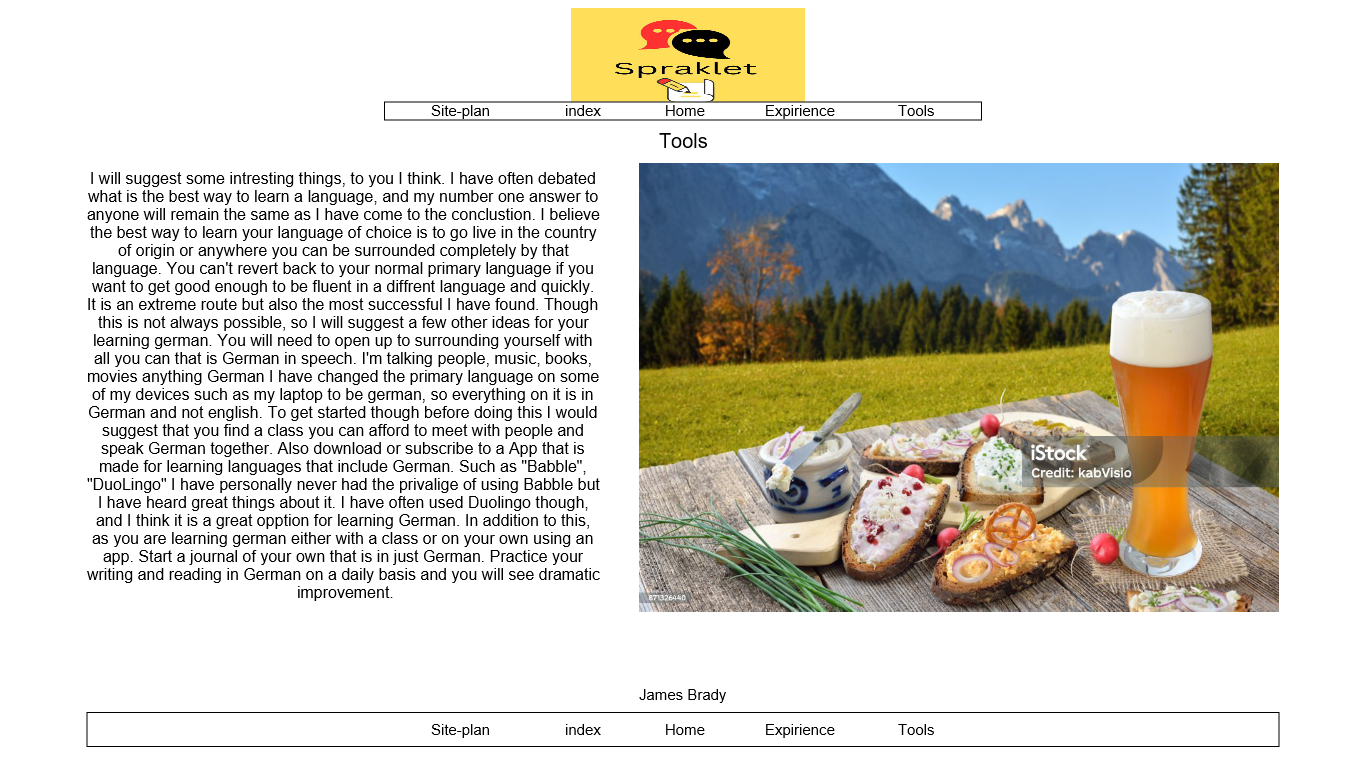 Spraklet
Site-plan index Home Expirience Tools
Tools
I will suggest some intresting things, to you I think. I have often debated
what is the best way to learn a language, and my number one answer to
anyone will remain the same as I have come to the conclustion. I believe
the best way to learn your language of choice is to go live in the country
of origin or anywhere you can be surrounded completely by that
language. You can't revert back to your normal primary language if you
want to get good enough to be fluent in a diffrent language and quickly.
It is an extreme route but also the most successful I have found. Though
this is not always possible, so I will suggest a few other ideas for your
learning german. You will need to open up to surrounding yourself with
all you can that is German in speech. I'm talking people, music, books,
movies anything German I have changed the primary language on some
of my devices such as my laptop to be german, so everything on it is in
German and not english. To get started though before doing this I would
suggest that you find a class you can afford to meet with people and
speak German together. Also download or subscribe to a App that is
made for learning languages that include German. Such as "Babble",
"DuoLingo" I have personally never had the privalige of using Babble but
I have heard great things about it. I have often used Duolingo though,
and I think it is a great opption for learning German. In addition to this,
as you are learning german either with a class or on your own using an
app. Start a journal of your own that is in just German. Practice your
writing and reading in German on a daily basis and you will see dramatic
improvement.
iStock
Credit: kabVisio
871326440
James Brady
Site-plan index Home Expirience Tools